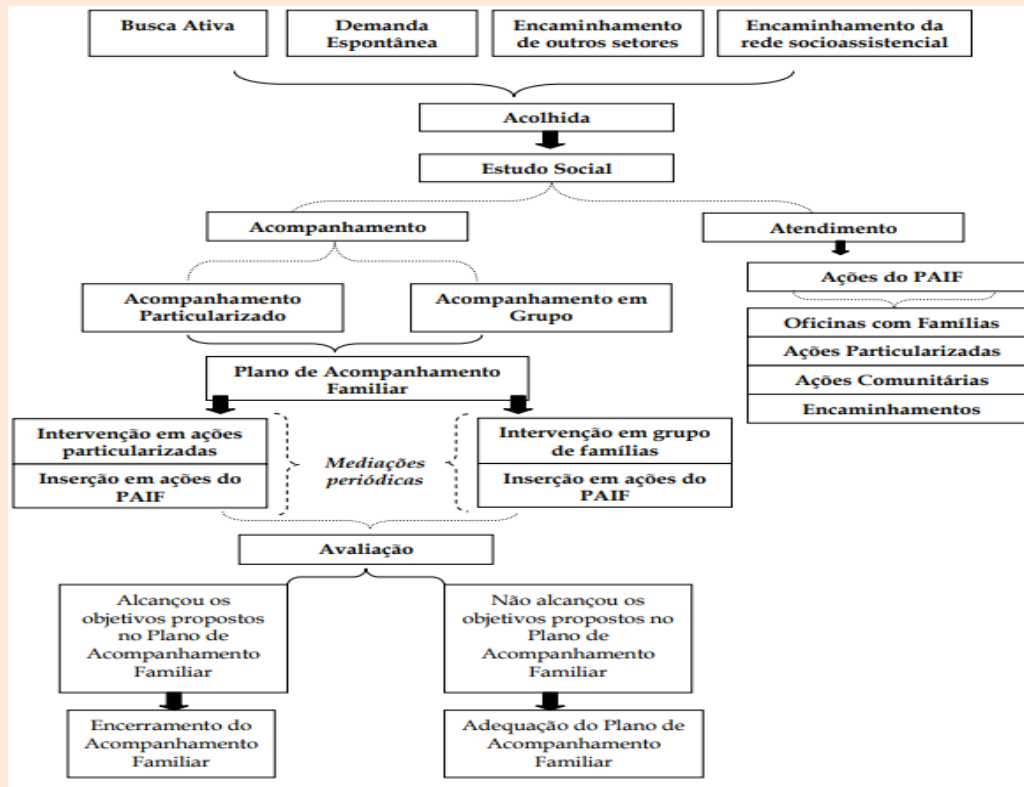 Busca Ativa
Demanda
Espontânea
Encaminhamento
de outros setores
Encaminhamento da
rede socioassistencial
Acolhida
Estudo Social
Acompanhamento
Atendimento
Ações do PAIF
Acompanhamento
Particularizado
Acompanhamento em
Grupo
Oficinas com Famílias
Ações Particularizadas
Ações Comunitárias
Encaminhamentos
Plano de Acompanhamento
Familiar
Intervenção em ações
particularizadas
Inserção em ações do
PAIF
Mediações
periódicas
Intervenção em grupo
de famílias
Inserção em ações do
PAIF
Avaliação
Alcançou os
objetivos propostos
no Plano de
Acompanhamento
Familiar
Não alcançou os
objetivos propostos no
Plano de
Acompanhamento
Familiar
Encerramento do
Acompanhamento
Familiar
Adequação do Plano de
Acompanhamento
Familiar